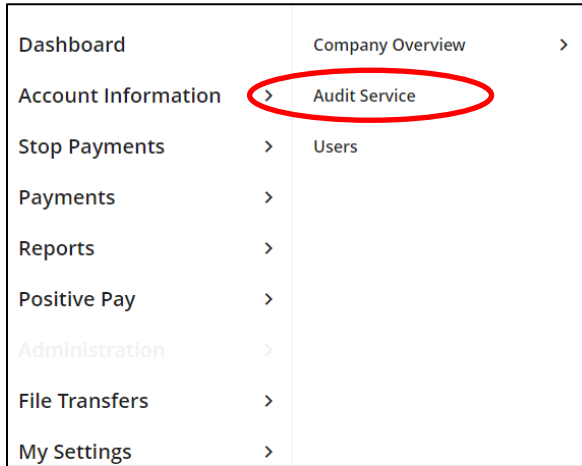 Dashboard
Account Information
Stop Payments
Payments
Reports
Positive Pay
Administration
File Transfers
My Settings
Company Overview
Audit Service
Users